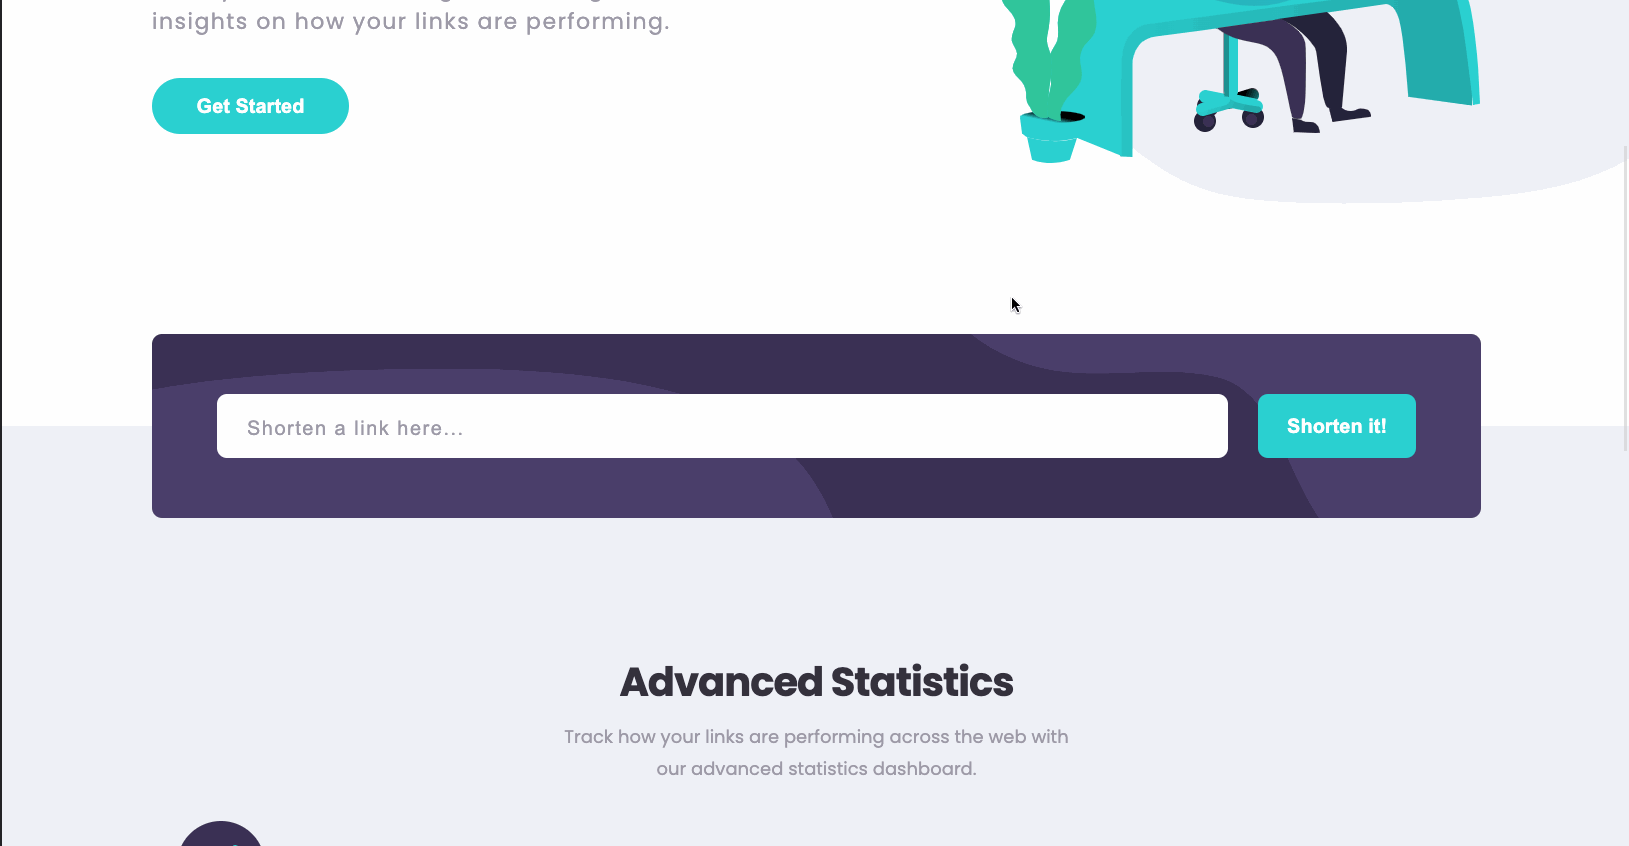 insights on how your links are performing.
Get Started
Shorten a link here...
Shorten it!
Advanced Statistics
Track how your links are performing across the web with
our advanced statistics dashboard.